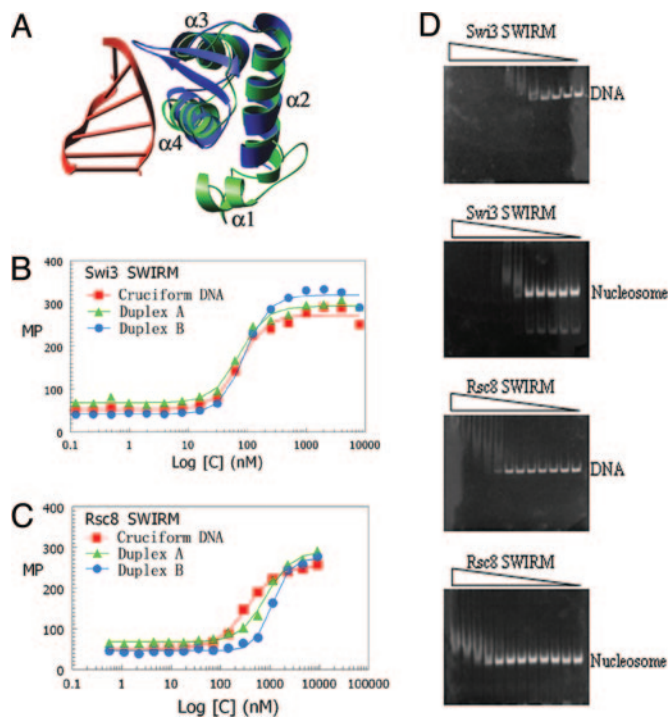 A
α3
α2
α4
α1
B
Swi3 SWIRM
Cruciform DNA
Duplex A
Duplex B
MP
400
300
200
100
0
0.1 1 10 100 1000 10000
Log [C] (nM)
C
Rsc8 SWIRM
Cruciform DNA
Duplex A
Duplex B
MP
400
300
200
100
0
0.1 1 10 100 1000 10000 100000
Log [C] (nM)
D
Swi3 SWIRM
DNA
Swi3 SWIRM
Nucleosome
Rsc8 SWIRM
DNA
Rsc8 SWIRM
Nucleosome